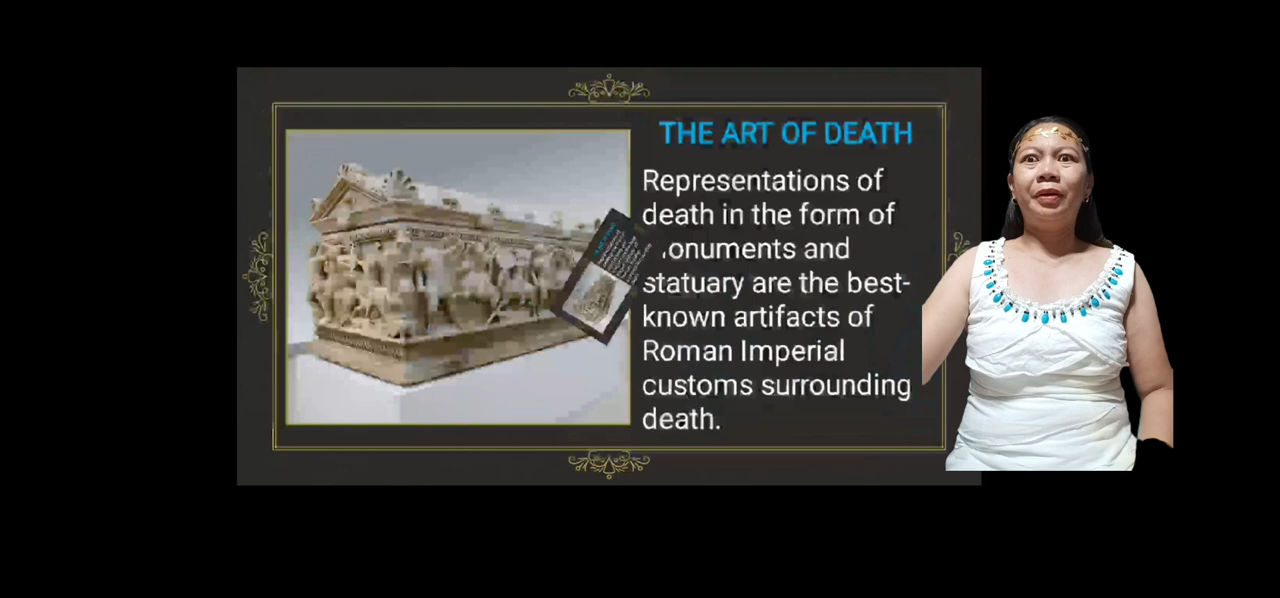 THE ART OF DEATH
Representations of
death in the form of
onuments and
statuary are the best-
known artifacts of
Roman Imperial
customs surrounding
death.